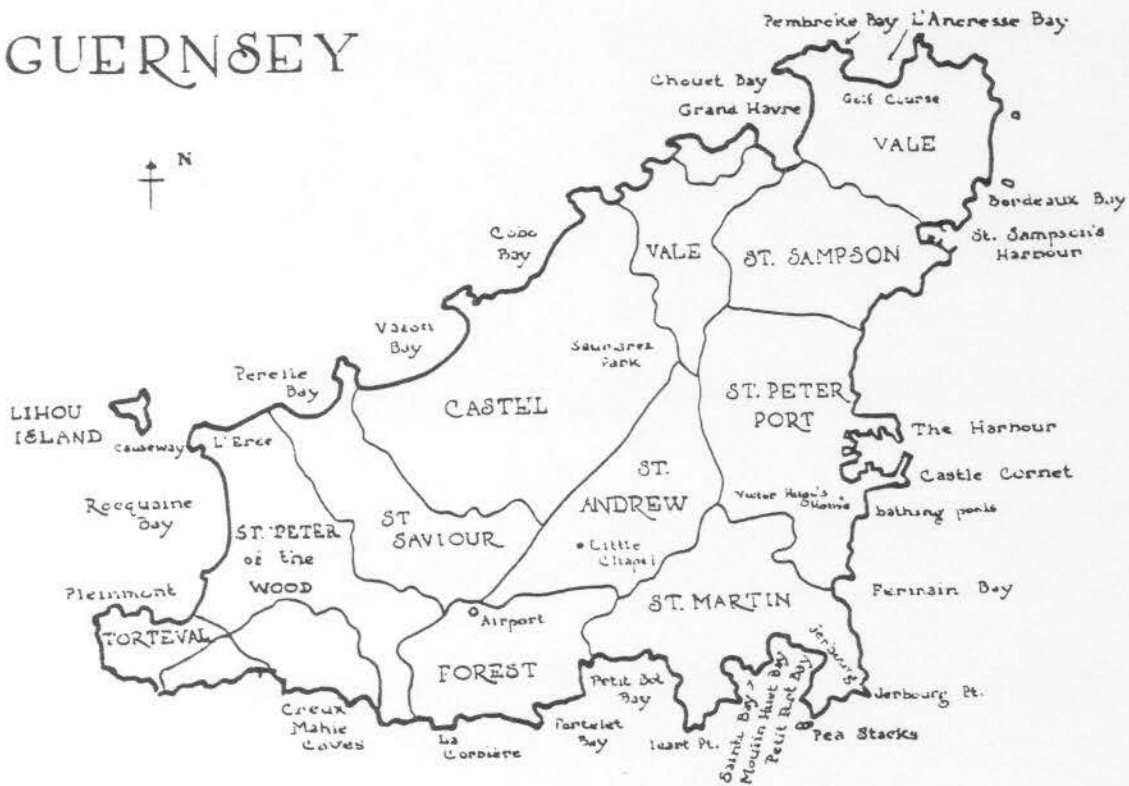 GUERNSEY
N
Pembroke Bay
L'Ancresse Bay
Chouet Bay
Grand Havre
Golf Course
VALE
Bordeaux Bay
St. Sampson's
Harbour
Cobo
Bay
VALE
ST. SAMPSON
Vazon
Bay
Saumarez
Park
Perelle
Bay
CASTEL
ST. PETER
PORT
LIHOU
ISLAND
Causeway
L'Eree
The Harbour
Castle Cornet
Rocquaine
Bay
ST. PETER
of the
WOOD
ST
SAVIOUR
ST.
ANDREW
Victor Hugo's
Home
bathing pools
Little
Chapel
Pleinmont
TORTEVAL
Airport
ST. MARTIN
Fermain Bay
FOREST
Jerbourg
Petit Bot
Bay
Jerbourg Pt.
Creux
Mahie
Caves
La
Corbière
Portelet
Bay
Icart Pt.
Saints Bay
Moulin Huet Bay
Petit Port Bay
Pea Stacks